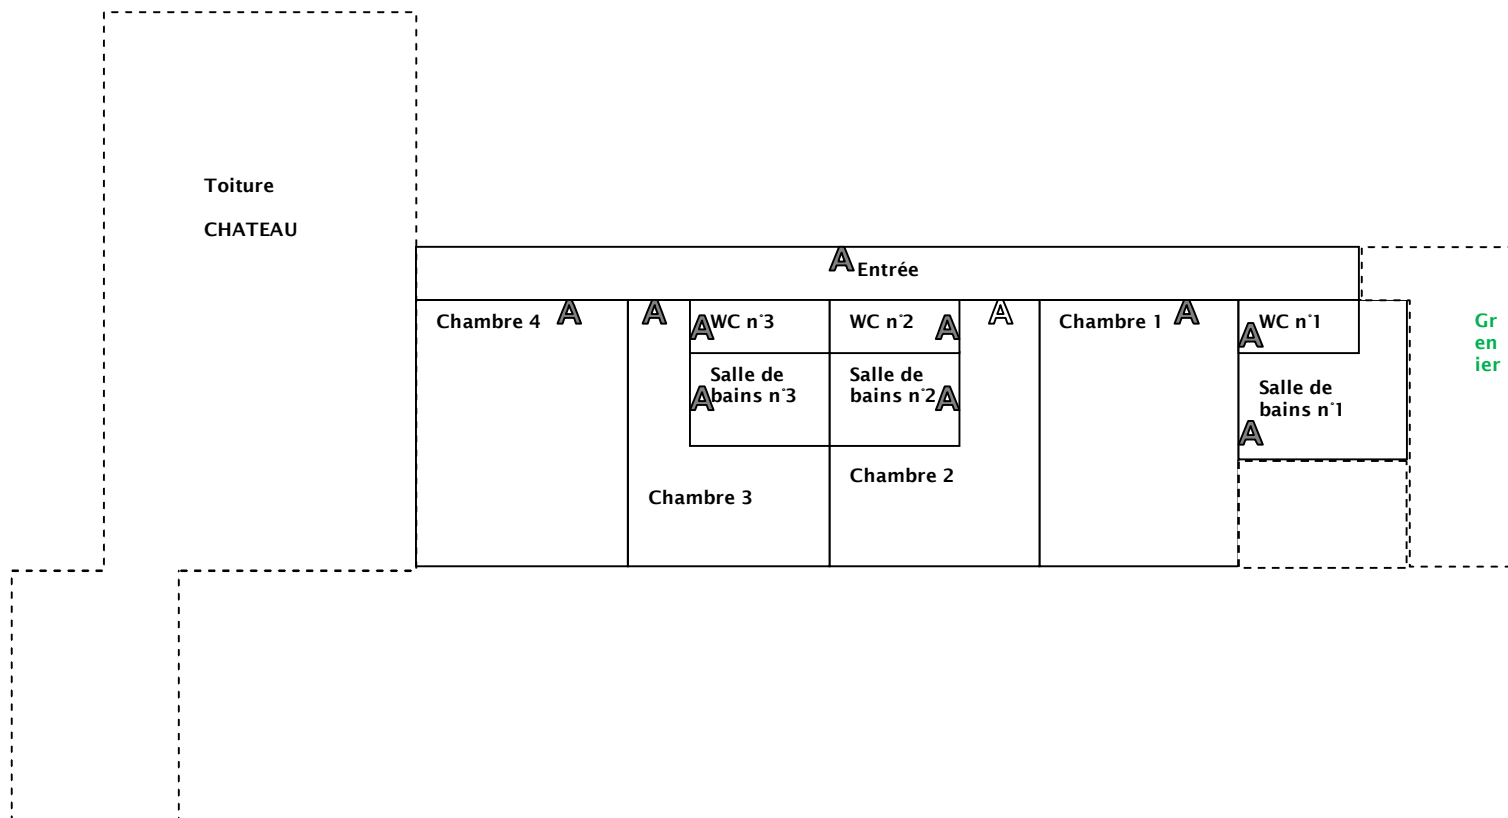 Toiture
CHATEAU
A
Entrée
Chambre 4
A
A
A
WC n°3
WC n°2
A
A
Chambre 1
A
A
WC n°1
Gr
en
ier
Salle de
bains n°3
A
Salle de
bains n°2
A
Salle de
bains n°1
A
Chambre 2
Chambre 3